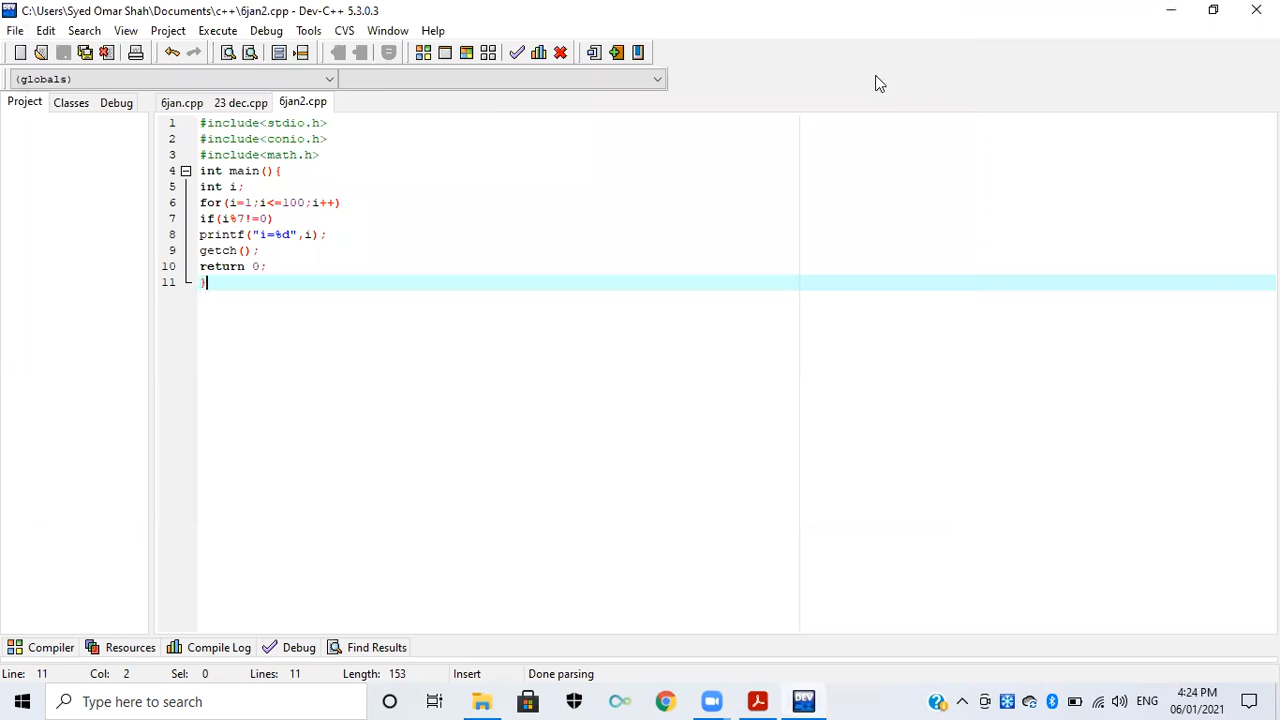 C:\Users\Syed Omar Shah\Documents\c++\6jan2.cpp - Dev-C++ 5.3.0.3
File Edit Search View Project Execute Debug Tools CVS Window Help
(globals)
Project Classes Debug 6jan.cpp 23 dec.cpp 6jan2.cpp
1 #include<stdio.h>
2 #include<conio.h>
3 #include<math.h>
4 int main(){
5 int i;
6 for(i=1;i<=100;i++)
7 if(i%7!=0)
8 printf("i=%d",i);
9 getch();
10 return 0;
11 }
Compiler Resources Compile Log Debug Find Results
Line: 11 Col: 2 Sel: 0 Lines: 11 Length: 153 Insert Done parsing
Type here to search
ENG
4:24 PM
06/01/2021